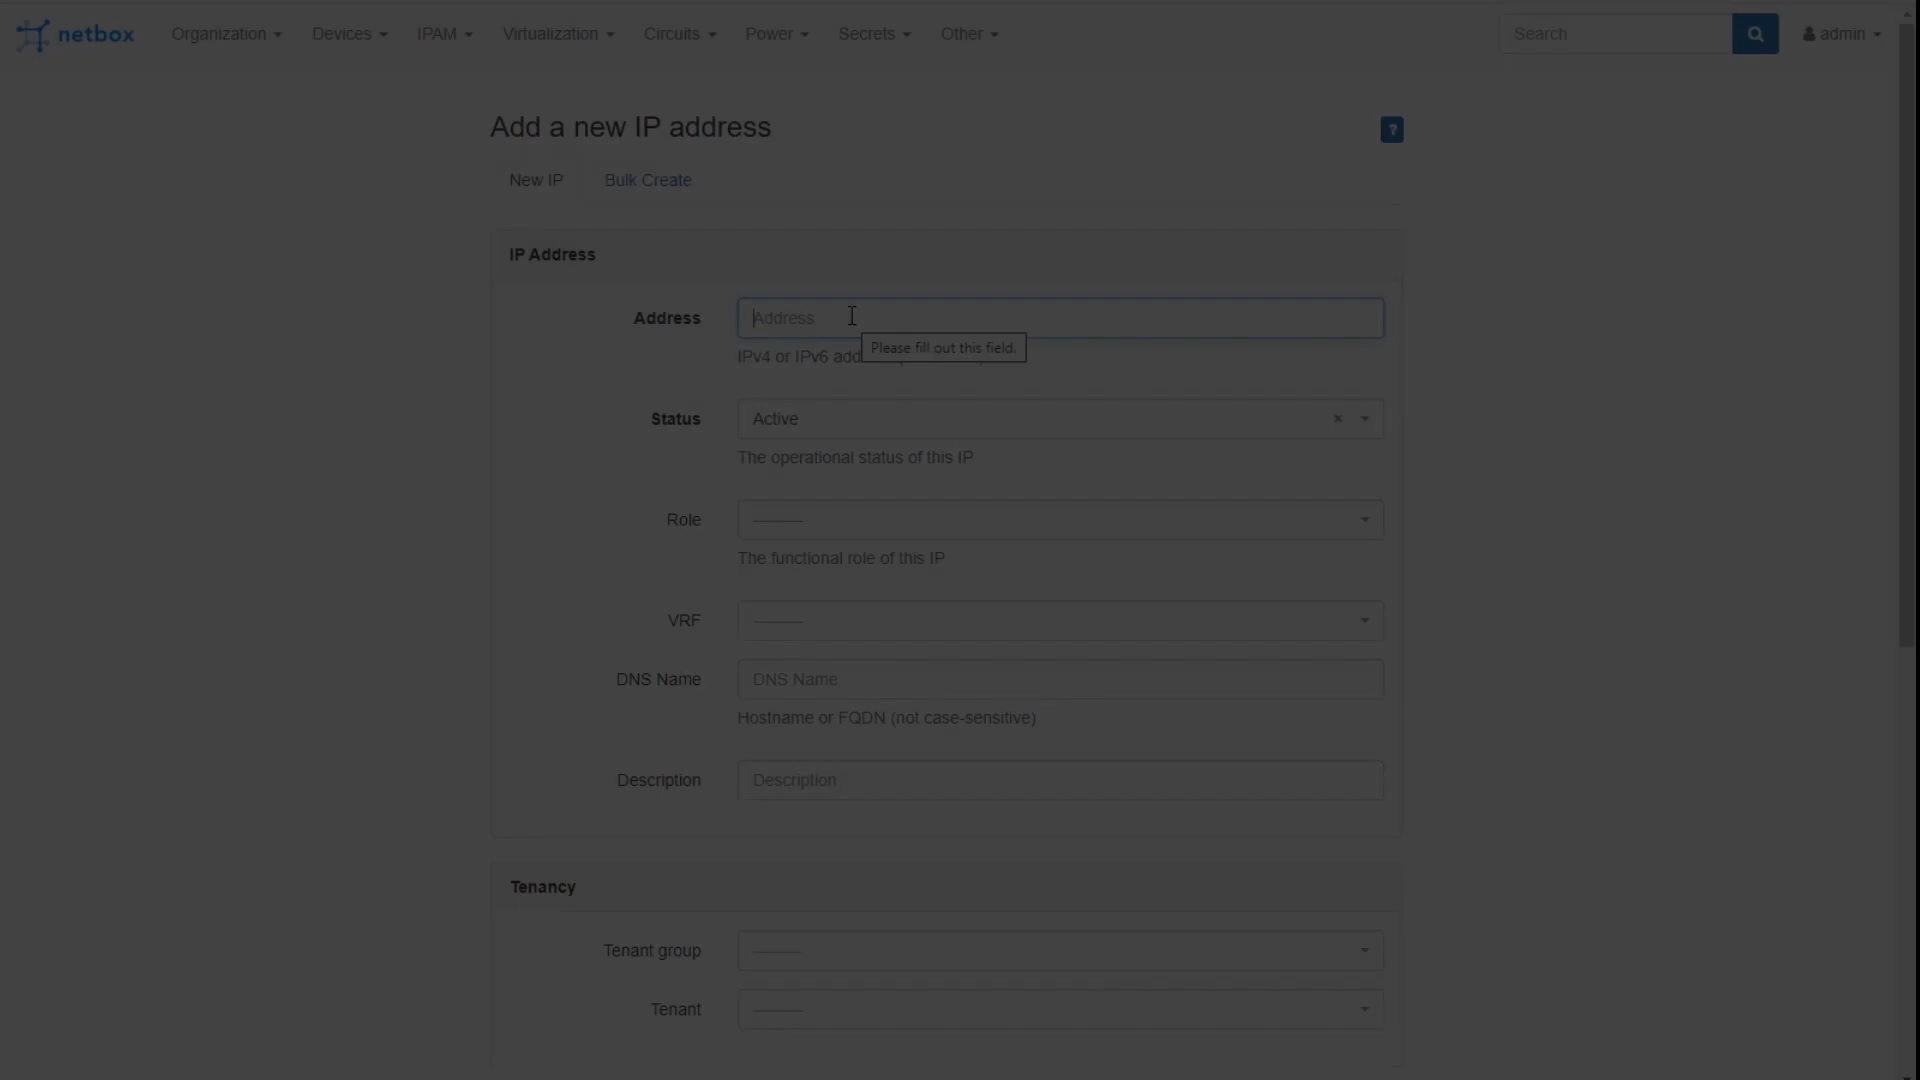 netbox Organization Devices IPAM Virtualization Circuits Power Secrets Other Search admin
Add a new IP address ?
New IP Bulk Create
IP Address
Address Address
Please fill out this field.
IPv4 or IPv6 add
Status Active × 
The operational status of this IP
Role ---------
The functional role of this IP
VRF ---------
DNS Name DNS Name
Hostname or FQDN (not case-sensitive)
Description Description
Tenancy
Tenant group ---------
Tenant ---------